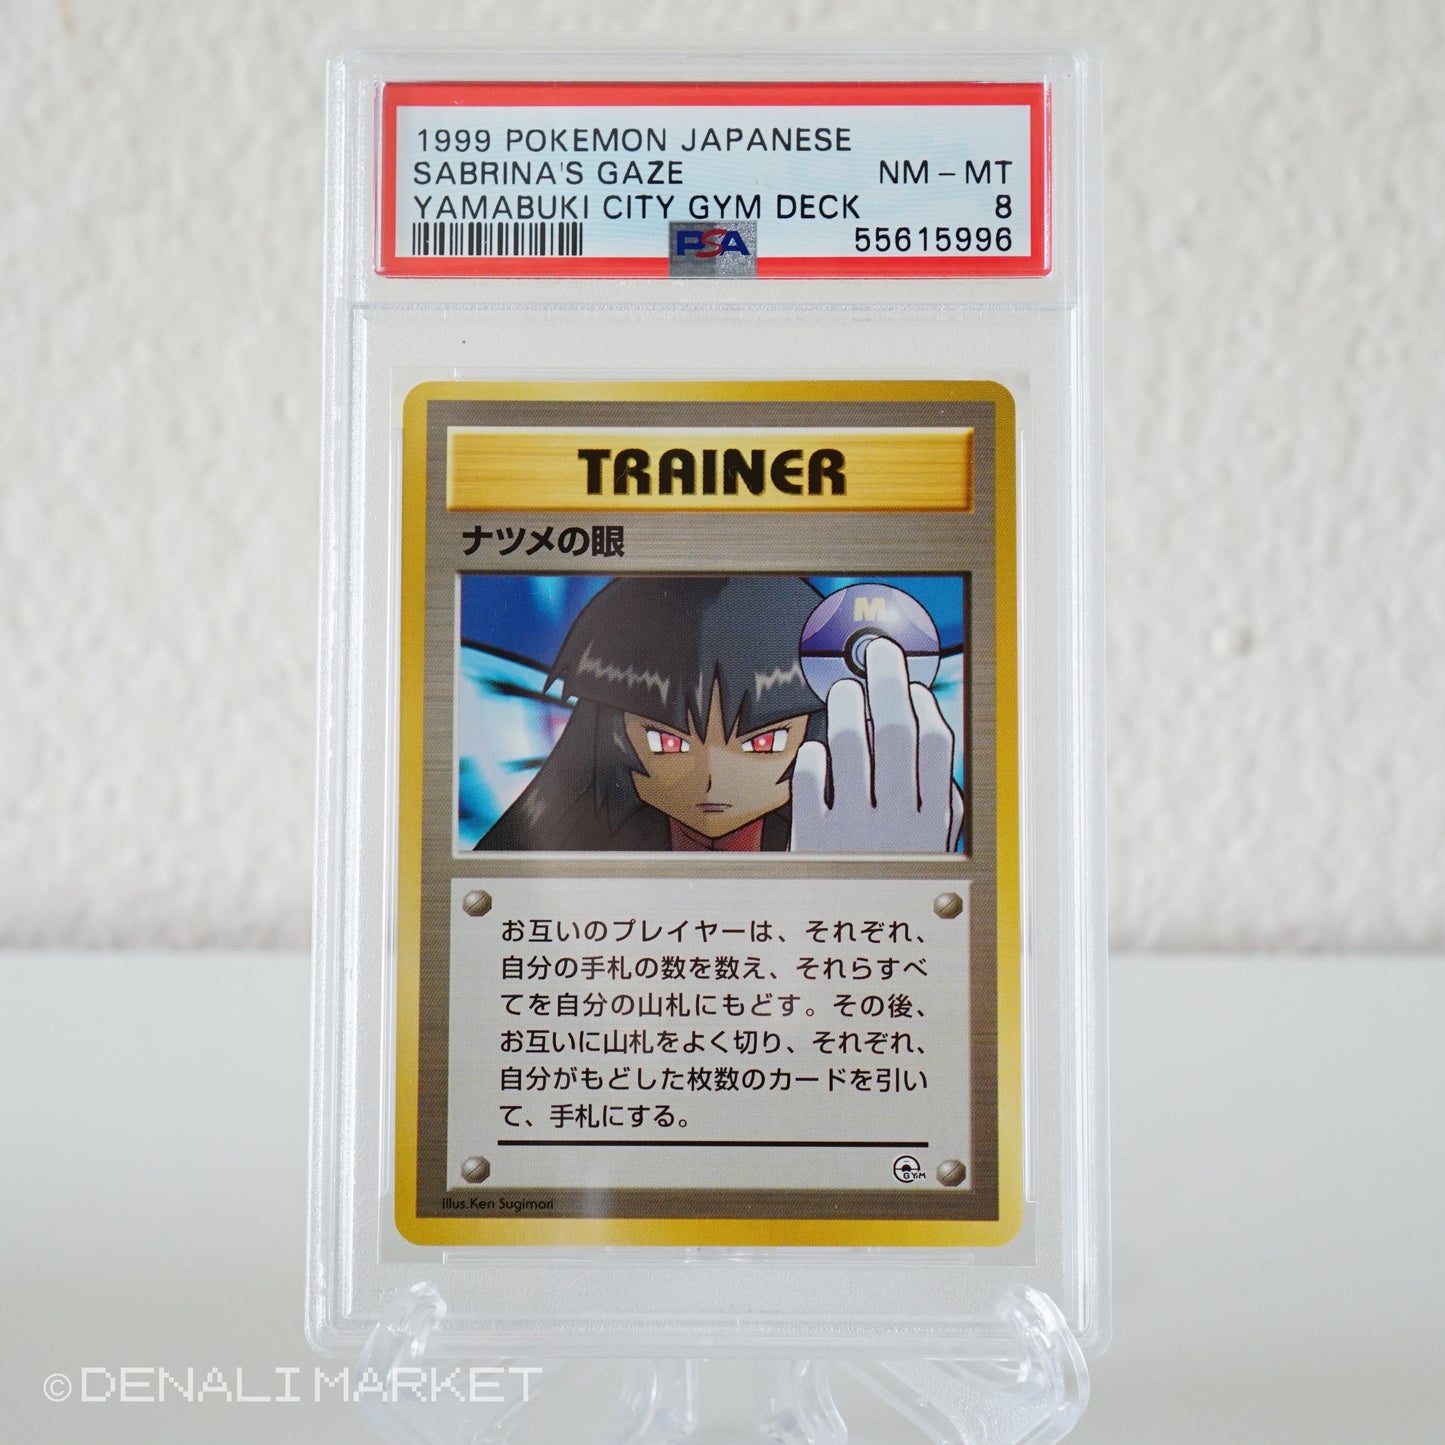 1999 POKEMON JAPANESE
SABRINA'S GAZE NM-MT
YAMABUKI CITY GYM DECK 8
PSA 55615996
TRAINER
ナツメの眼
M
お互いのプレイヤーは、それぞれ、
自分の手札の数を数え、それらすべ
てを自分の山札にもどす。その後、
お互いに山札をよく切り、それぞれ、
自分がもどした枚数のカードを引い
て、手札にする。
GYM
Illus.Ken Sugimori
©DENALI MARKET